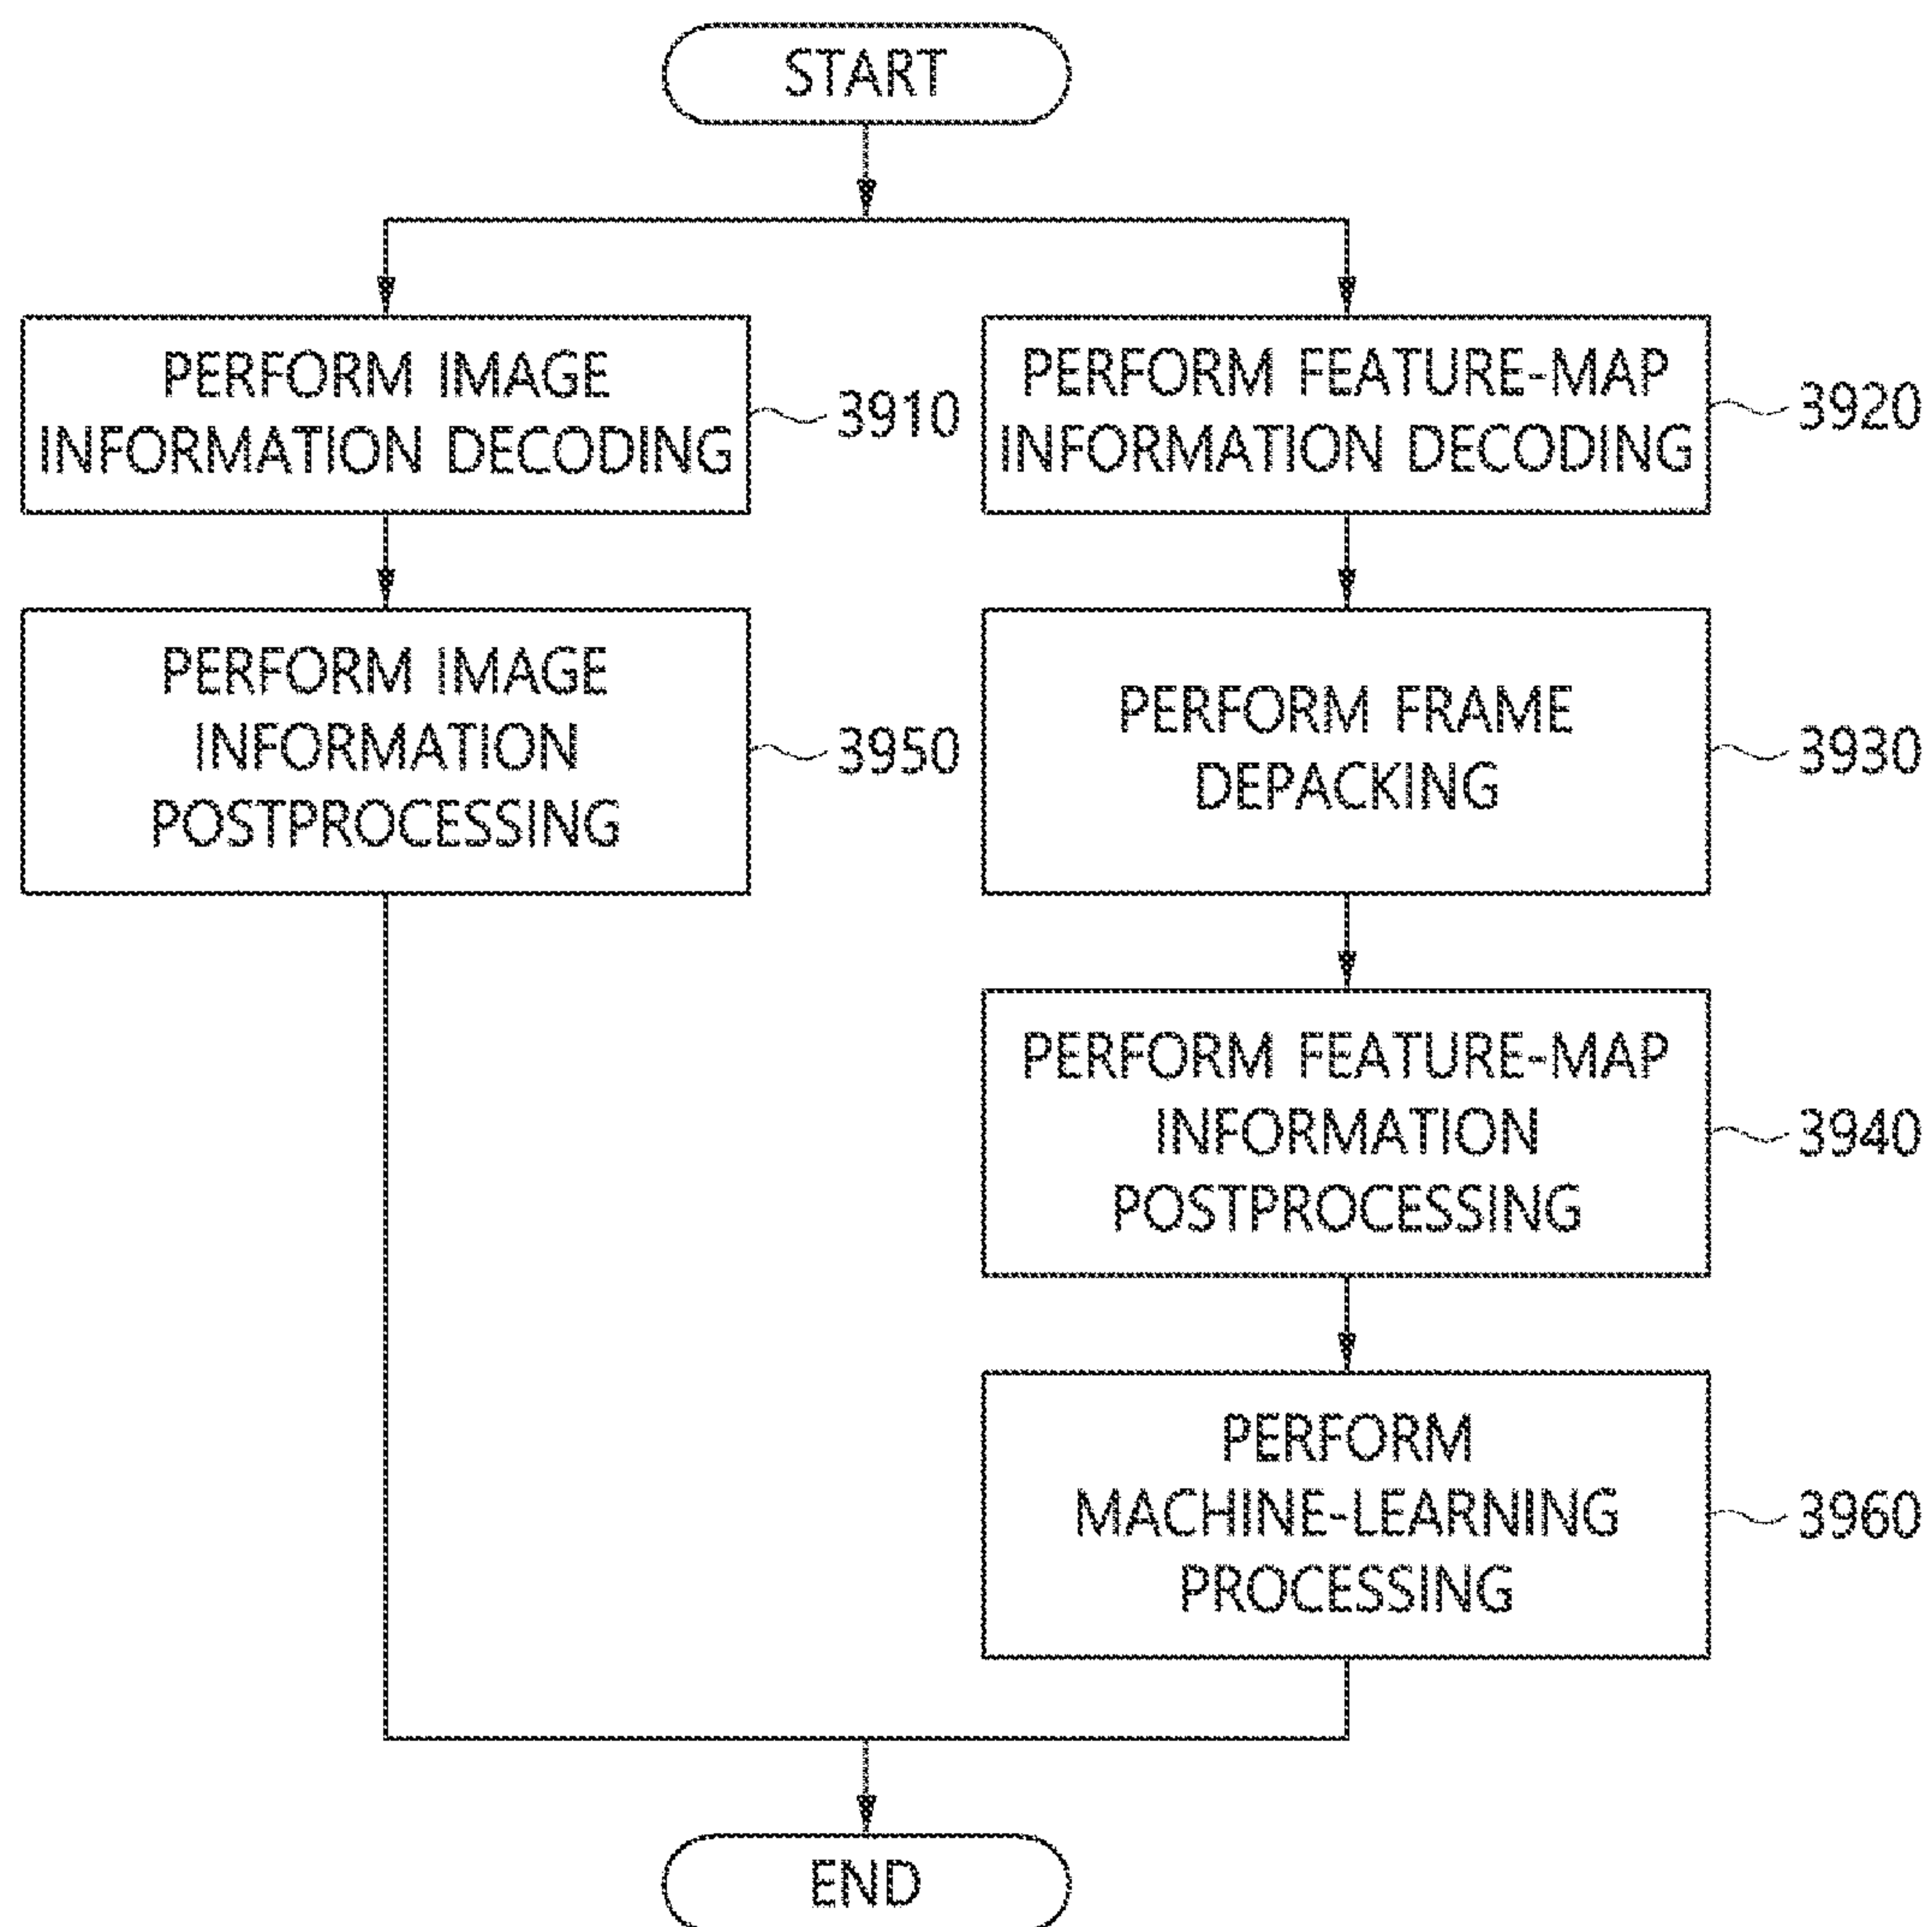 START
PERFORM IMAGE
INFORMATION DECODING
3910
PERFORM FEATURE-MAP
INFORMATION DECODING
3920
PERFORM IMAGE
INFORMATION
POSTPROCESSING
3950
PERFORM FRAME
DEPACKING
3930
PERFORM FEATURE-MAP
INFORMATION
POSTPROCESSING
3940
PERFORM
MACHINE-LEARNING
PROCESSING
3960
END